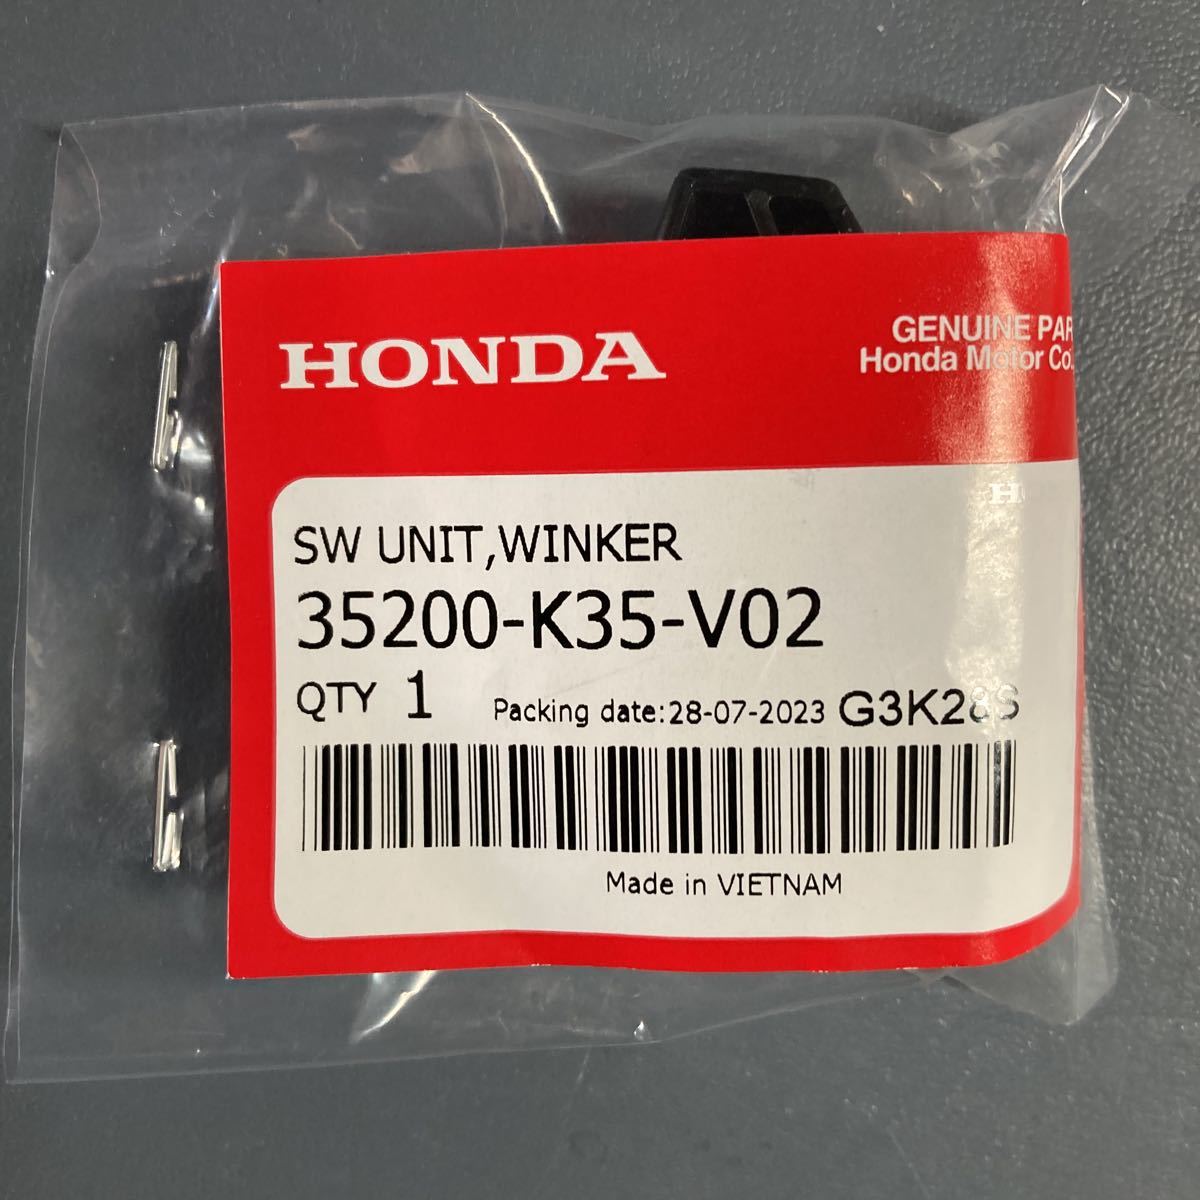 HONDA
GENUINE PAR
Honda Motor Co.
H
SW UNIT,WINKER
35200-K35-V02
QTY 1 Packing date:28-07-2023 G3K28S
Made in VIETNAM